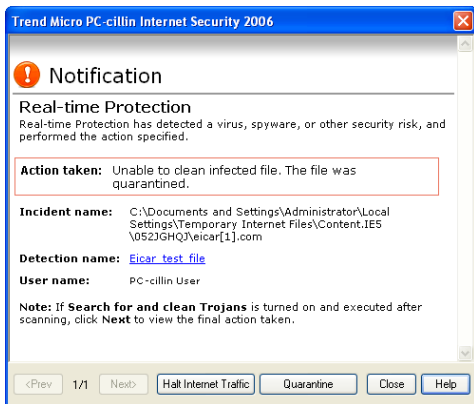 Trend Micro PC-cillin Internet Security 2006
Notification
Real-time Protection
Real-time Protection has detected a virus, spyware, or other security risk, and
performed the action specified.
Action taken: Unable to clean infected file. The file was
quarantined.
Incident name: C:\Documents and Settings\Administrator\Local
Settings\Temporary Internet Files\Content.IE5
\052JGHQJ\eicar[1].com
Detection name: Eicar test file
User name: PC-cillin User
Note: If Search for and clean Trojans is turned on and executed after
scanning, click Next to view the final action taken.
<Prev 1/1 Next> Halt Internet Traffic Quarantine Close Help